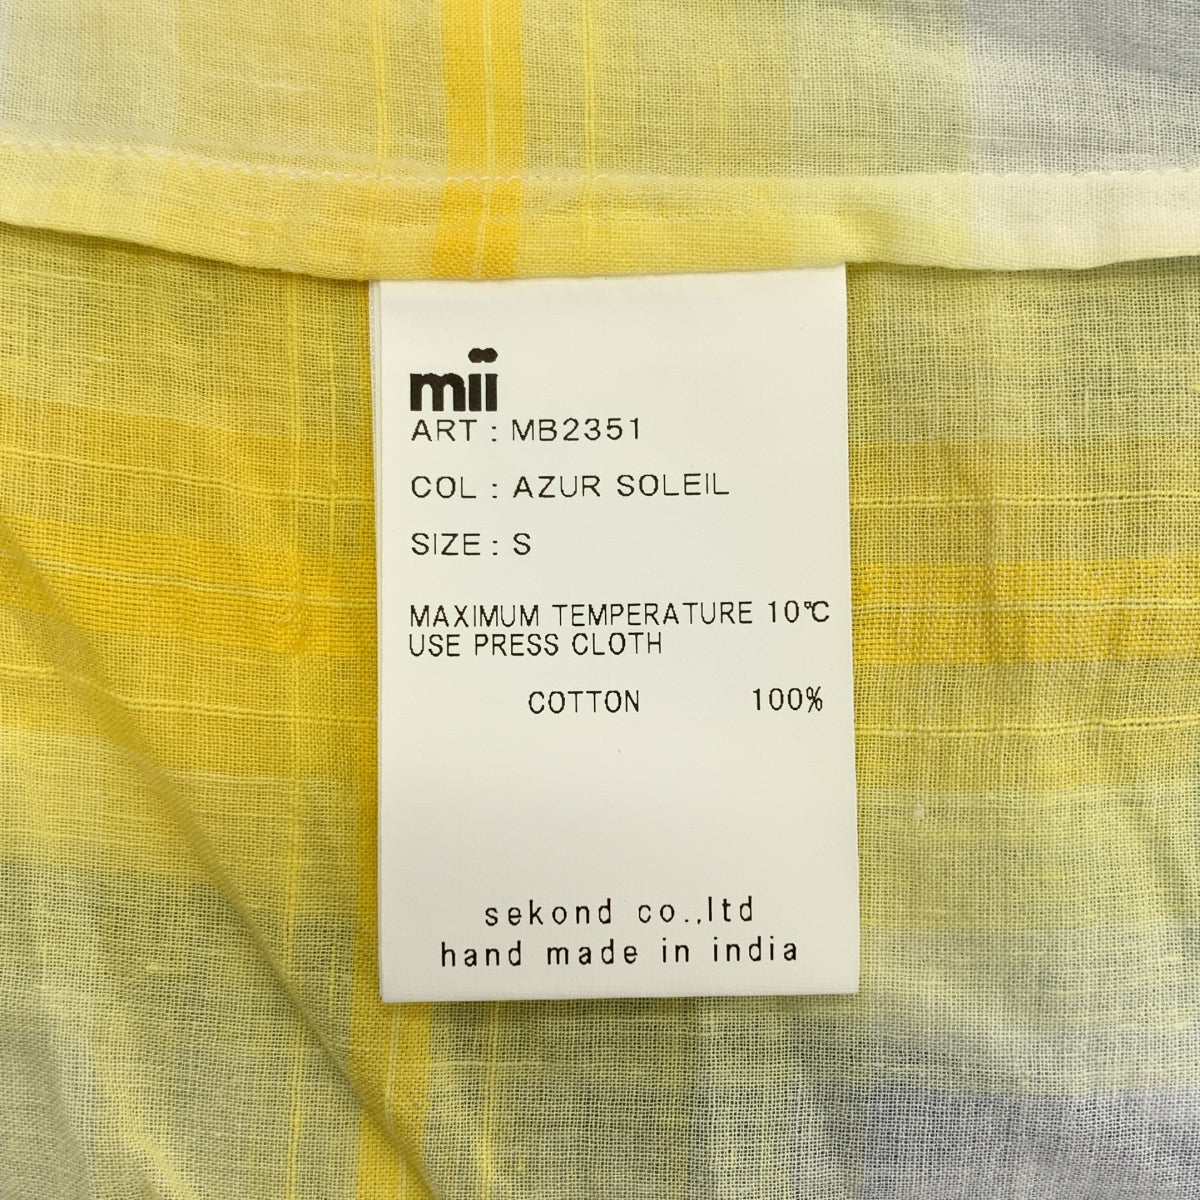 mii
ART : MB2351
COL : AZUR SOLEIL
SIZE : S
MAXIMUM TEMPERATURE 10℃
USE PRESS CLOTH
COTTON 100%
sekond co.,ltd
hand made in india